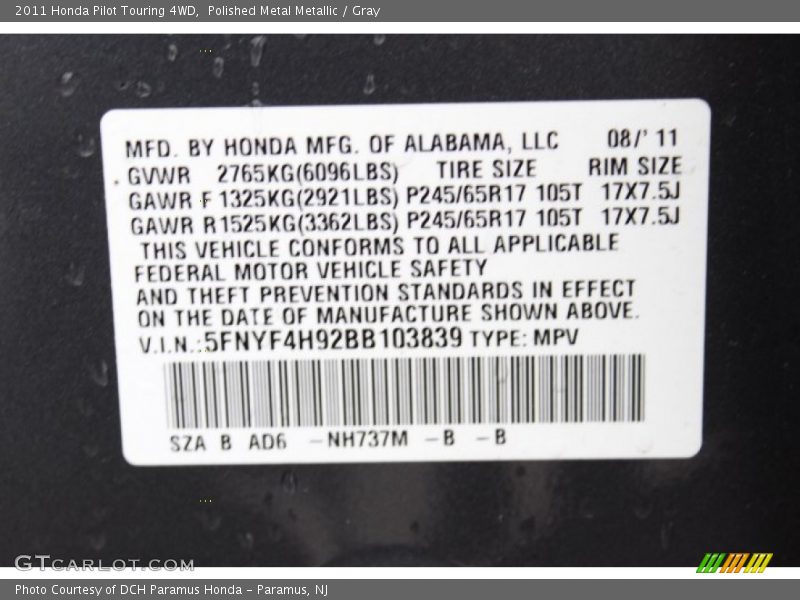 2011 Honda Pilot Touring 4WD, Polished Metal Metallic / Gray
MFD. BY HONDA MFG. OF ALABAMA, LLC 08/' 11
GVWR 2765KG(6096LBS) TIRE SIZE RIM SIZE
GAWR F 1325KG(2921LBS) P245/65R17 105T 17X7.5J
GAWR R1525KG(3362LBS) P245/65R17 105T 17X7.5J
THIS VEHICLE CONFORMS TO ALL APPLICABLE
FEDERAL MOTOR VEHICLE SAFETY
AND THEFT PREVENTION STANDARDS IN EFFECT
ON THE DATE OF MANUFACTURE SHOWN ABOVE.
V.I.N.:5FNYF4H92BB103839 TYPE: MPV
SZA B AD6 -NH737M -B -B
GTCARLOT.COM
Photo Courtesy of DCH Paramus Honda - Paramus, NJ